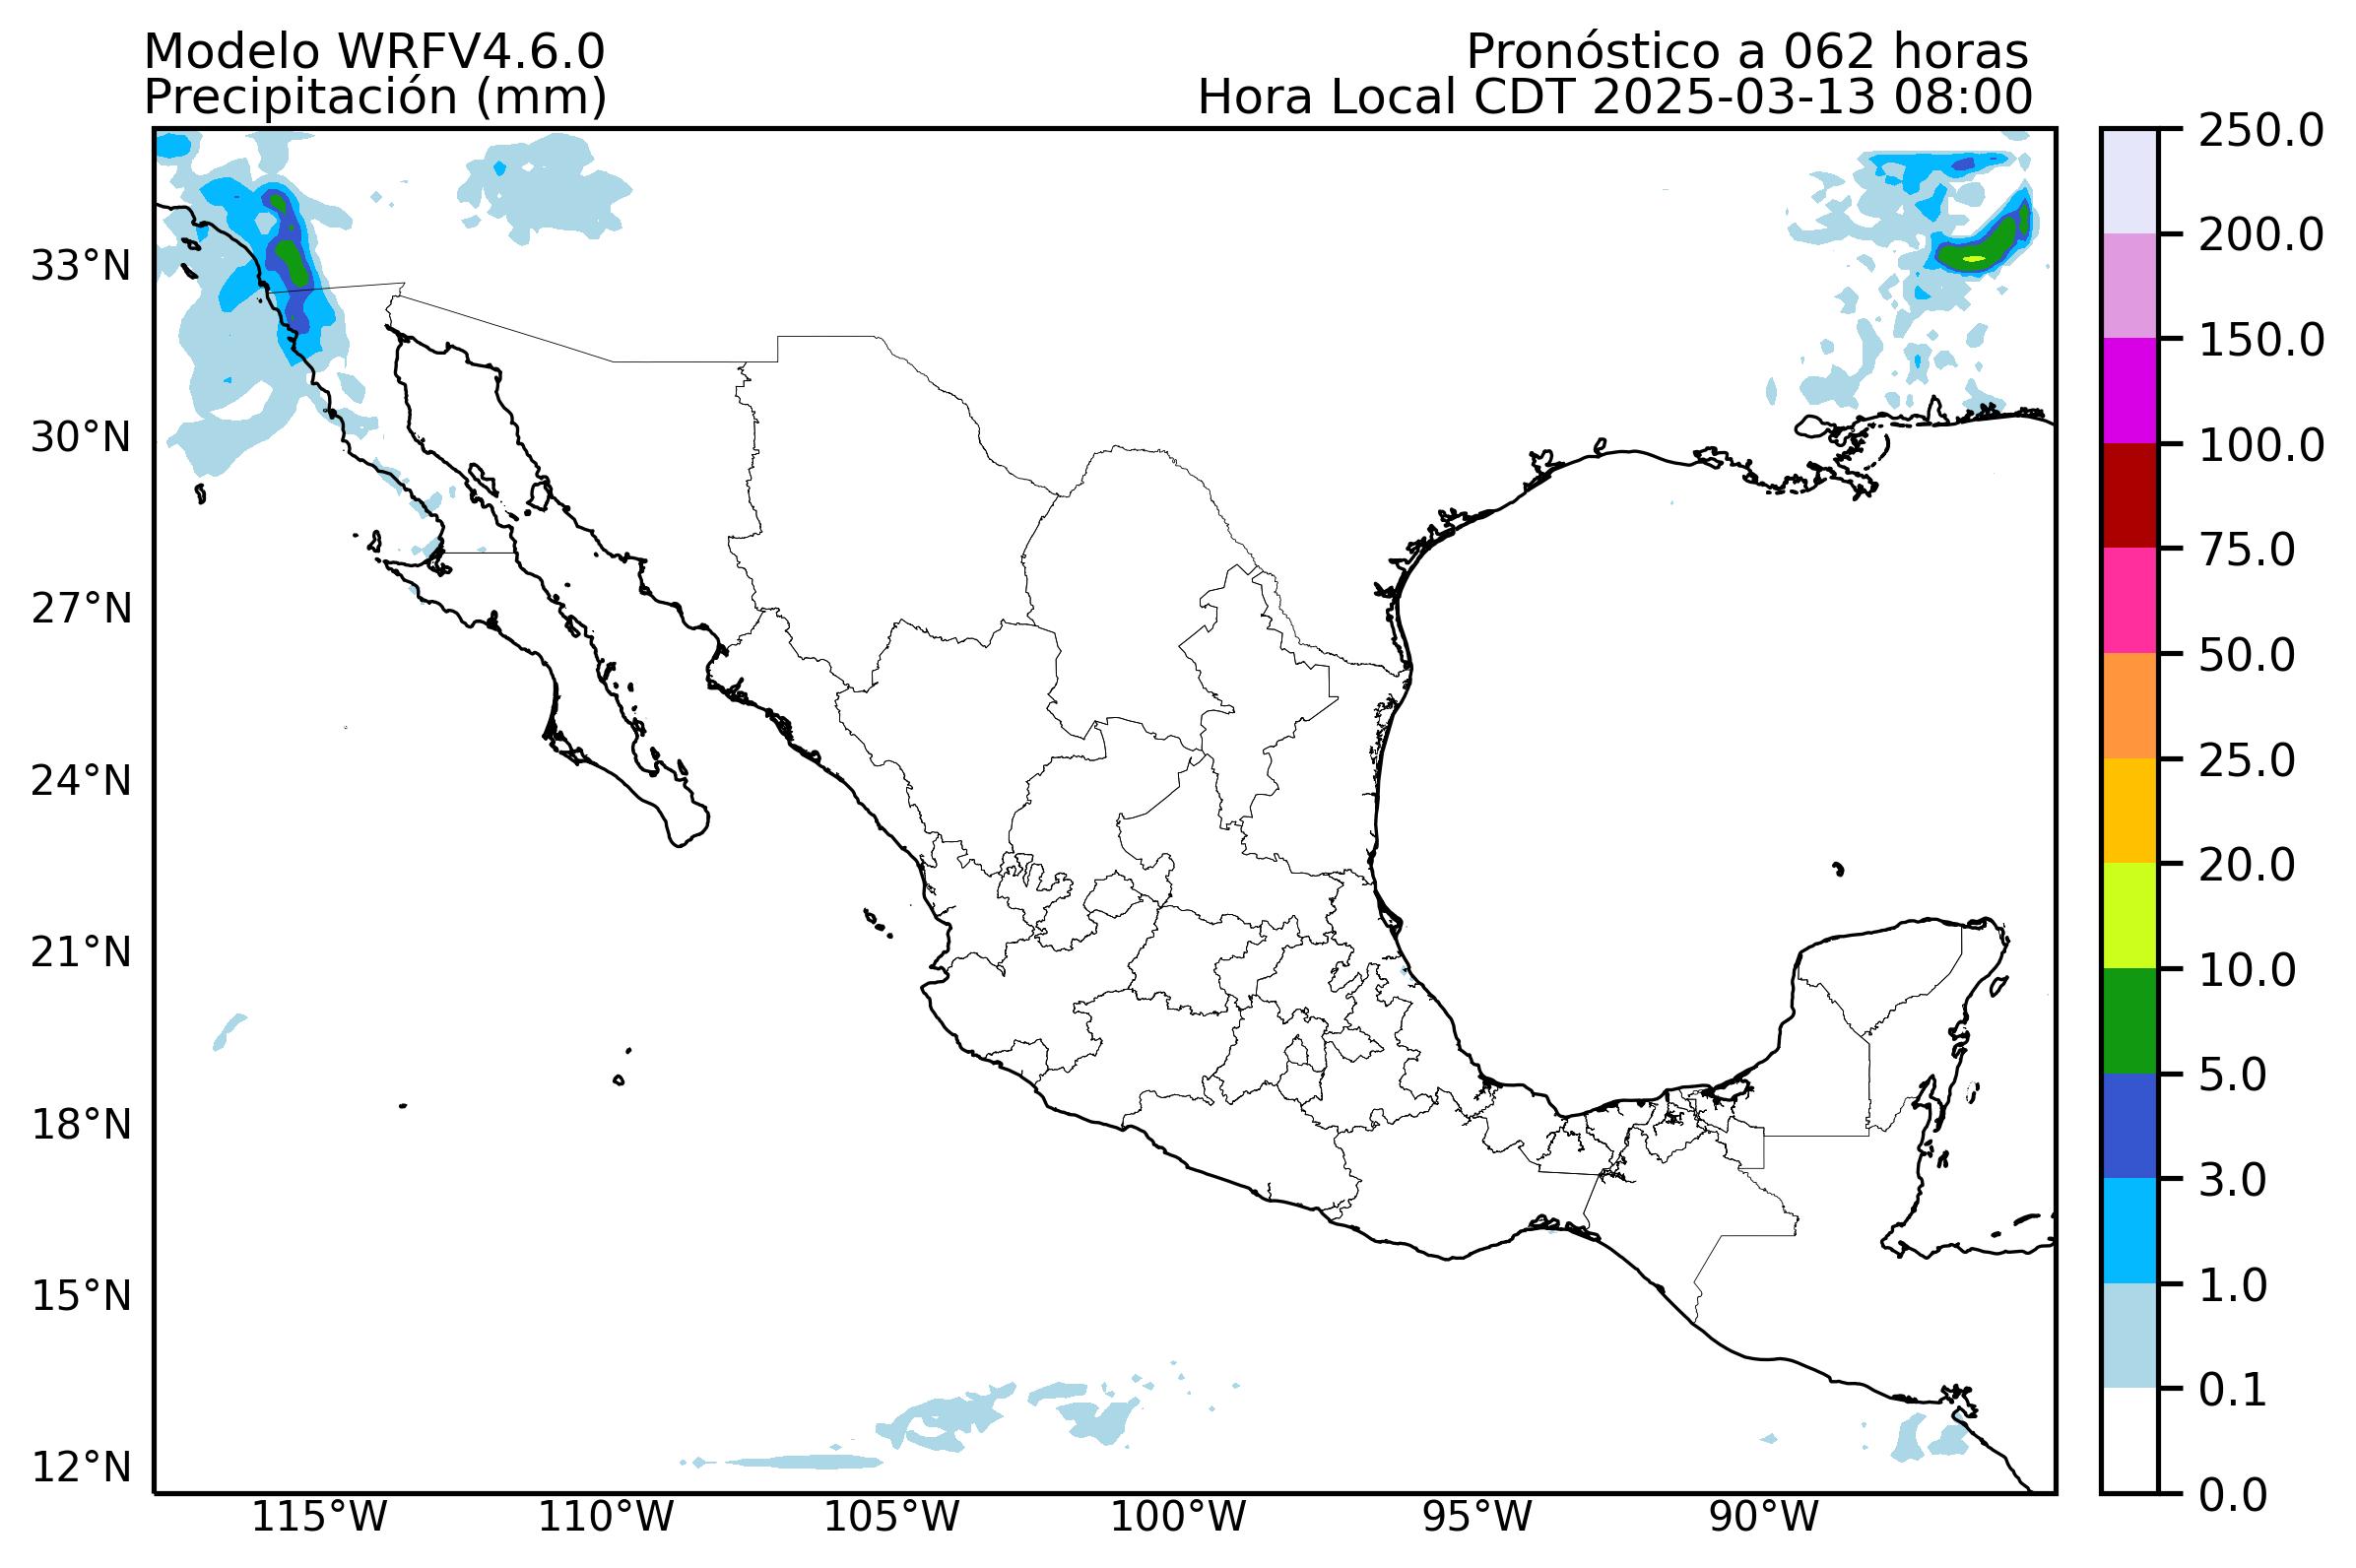 Modelo WRFV4.6.0
Pronóstico a 062 horas
Precipitación (mm)
Hora Local CDT 2025-03-13 08:00
250.0
200.0
150.0
100.0
75.0
50.0
25.0
20.0
10.0
5.0
3.0
1.0
0.1
0.0
33°N
30°N
27°N
24°N
21°N
18°N
15°N
12°N
115°W
110°W
105°W
100°W
95°W
90°W